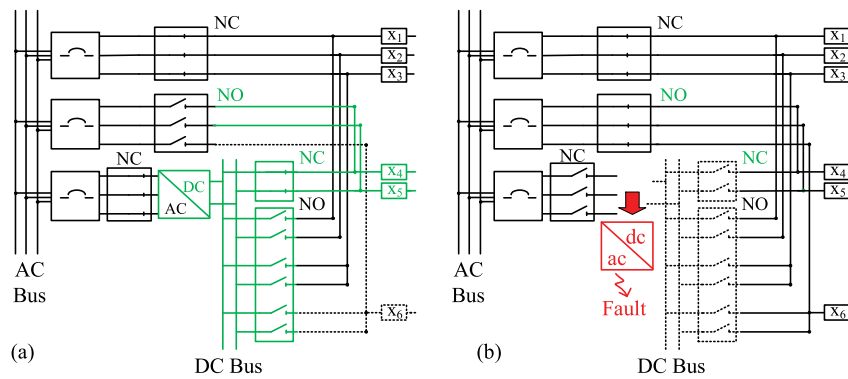 NC
X1
X2
X3
NO
NC
DC
AC
NC
X4
X5
NO
AC
Bus
X6
(a)
DC Bus
NC
X1
X2
X3
NO
NC
NC
X4
X5
NO
dc
ac
AC
Bus
Fault
X6
(b)
DC Bus